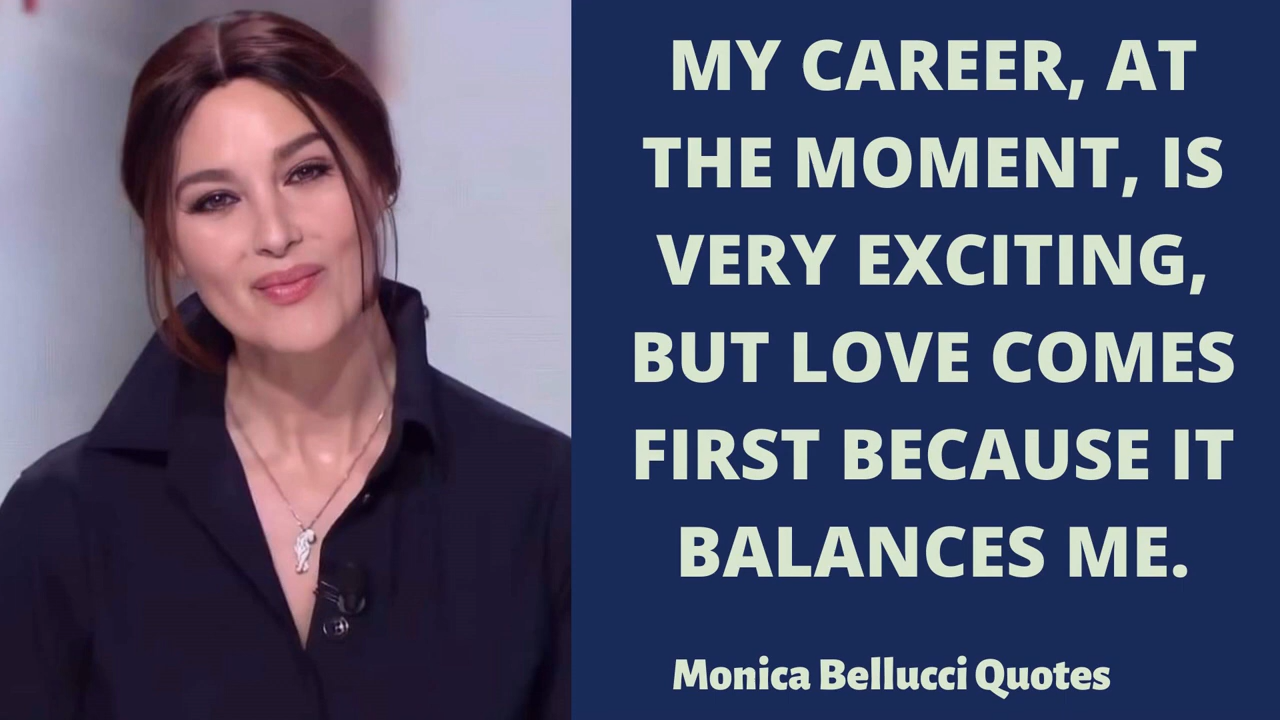 MY CAREER, AT
THE MOMENT, IS
VERY EXCITING,
BUT LOVE COMES
FIRST BECAUSE IT
BALANCES ME.
Monica Bellucci Quotes